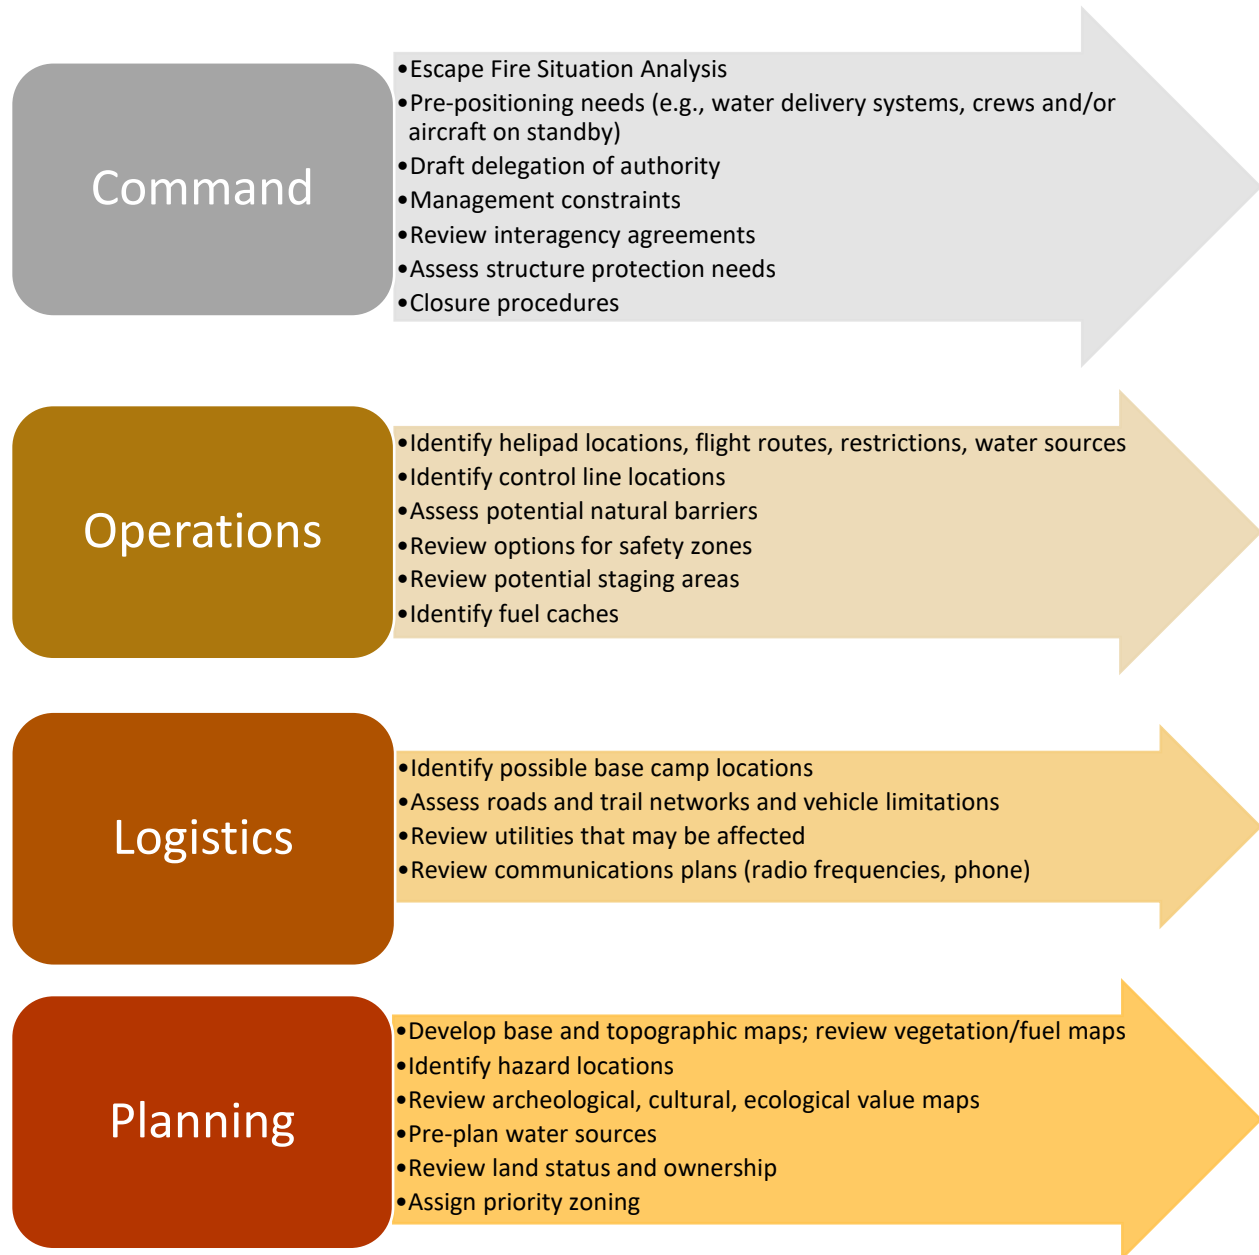 Command
•Escape Fire Situation Analysis
•Pre-positioning needs (e.g., water delivery systems, crews and/or
aircraft on standby)
•Draft delegation of authority
•Management constraints
•Review interagency agreements
•Assess structure protection needs
•Closure procedures
Operations
•Identify helipad locations, flight routes, restrictions, water sources
•Identify control line locations
•Assess potential natural barriers
•Review options for safety zones
•Review potential staging areas
•Identify fuel caches
Logistics
•Identify possible base camp locations
•Assess roads and trail networks and vehicle limitations
•Review utilities that may be affected
•Review communications plans (radio frequencies, phone)
Planning
•Develop base and topographic maps; review vegetation/fuel maps
•Identify hazard locations
•Review archeological, cultural, ecological value maps
•Pre-plan water sources
•Review land status and ownership
•Assign priority zoning